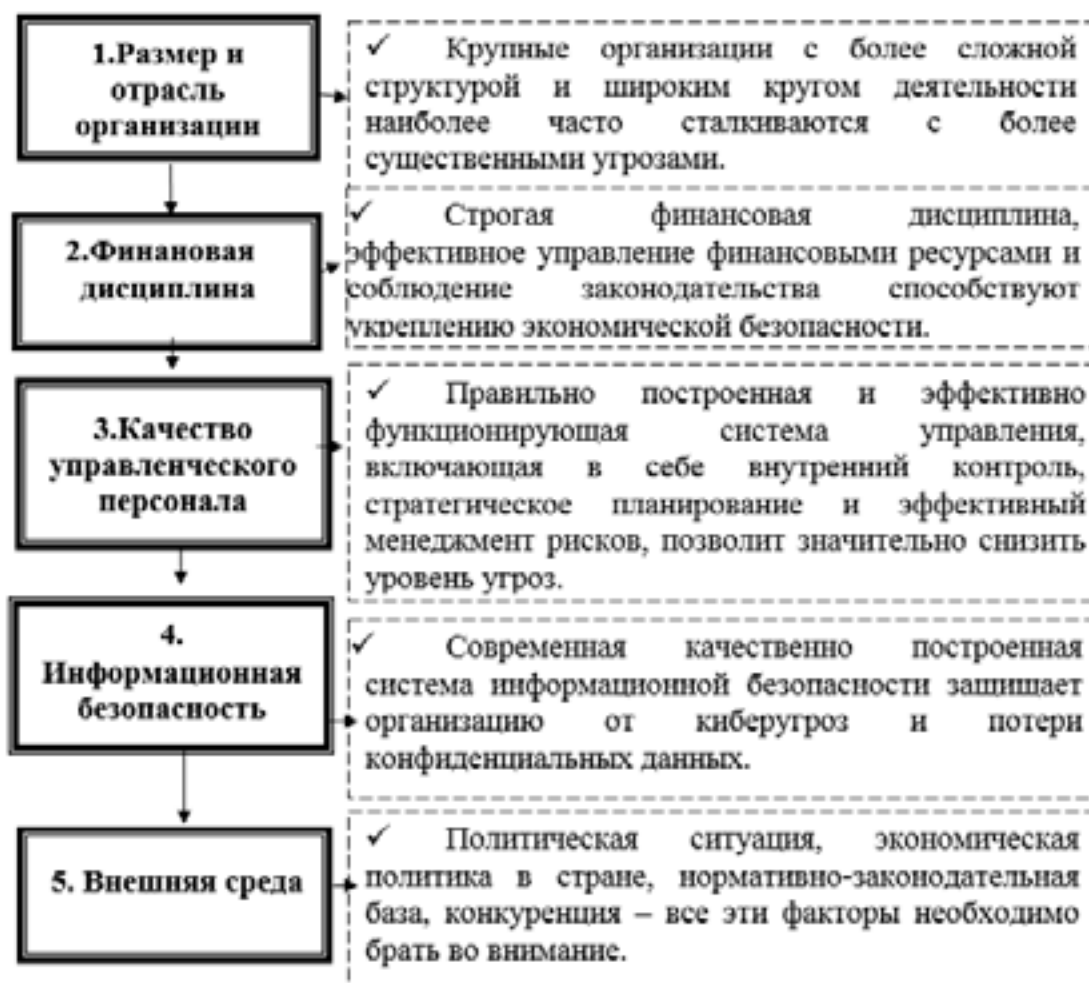 1.Размер и
отрасль
организации
✓ Крупные организации с более сложной
структурой и широким кругом деятельности
наиболее часто сталкиваются с более
существенными угрозами.
2.Финановая
дисциплина
✓ Строгая финансовая дисциплина,
эффективное управление финансовыми ресурсами и
соблюдение законодательства способствуют
укреплению экономической безопасности.
3.Качество
управленческого
персонала
✓ Правильно построенная и эффективно
функционирующая система управления,
включающая в себе внутренний контроль,
стратегическое планирование и эффективный
менеджмент рисков, позволит значительно снизить
уровень угроз.
4.
Информационная
безопасность
✓ Современная качественно построенная
система информационной безопасности защищает
организацию от киберугроз и потери
конфиденциальных данных.
5. Внешняя среда
✓ Политическая ситуация, экономическая
политика в стране, нормативно-законодательная
база, конкуренция – все эти факторы необходимо
брать во внимание.